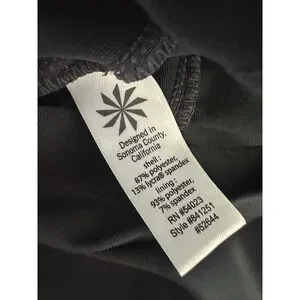 Designed in
Sonoma County,
California
shell :
87% polyester,
13% lycra® spandex
lining :
93% polyester,
7% spandex
RN #54023
Style #841251
#52644